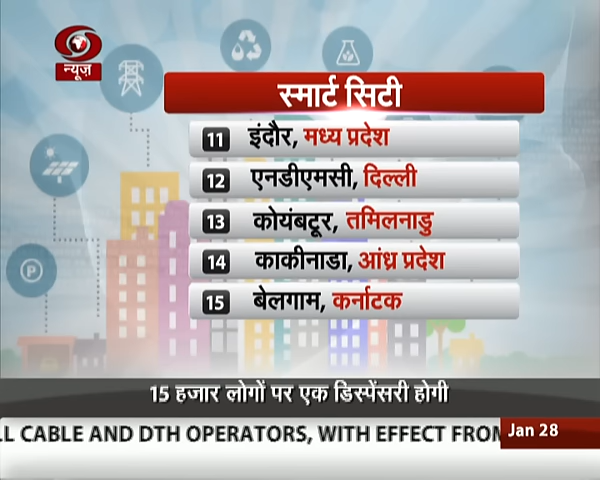 न्यूज़
स्मार्ट सिटी
11 इंदौर, मध्य प्रदेश
12 एनडीएमसी, दिल्ली
13 कोयंबटूर, तमिलनाडु
14 काकीनाडा, आंध्र प्रदेश
15 बेलगाम, कर्नाटक
P
15 हजार लोगों पर एक डिस्पेंसरी होगी
LL CABLE AND DTH OPERATORS, WITH EFFECT FROM Jan 28